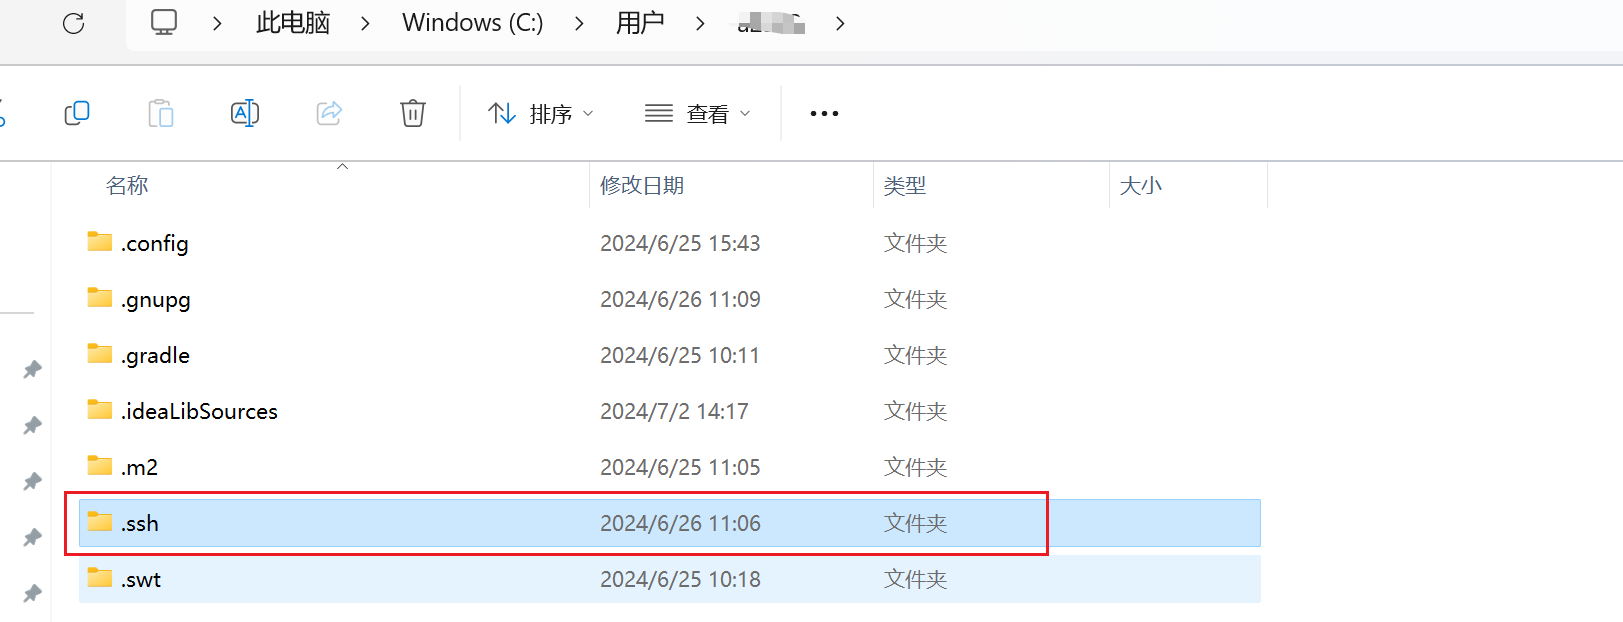 此电脑 > Windows (C:) > 用户 > >
排序 查看
名称 修改日期 类型 大小
.config 2024/6/25 15:43 文件夹
.gnupg 2024/6/26 11:09 文件夹
.gradle 2024/6/25 10:11 文件夹
.ideaLibSources 2024/7/2 14:17 文件夹
.m2 2024/6/25 11:05 文件夹
.ssh 2024/6/26 11:06 文件夹
.swt 2024/6/25 10:18 文件夹